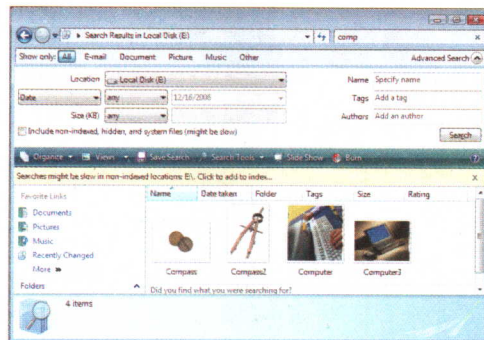 Search Results in Local Disk (E:)
comp
Show only: All E-mail Document Picture Music Other Advanced Search
Location Local Disk (E:) Name Specify name
Date any 12/16/2008 Tags Add a tag
Size (KB) any Authors Add an author
Include non-indexed, hidden, and system files (might be slow) Search
Organize Views Save Search Search Tools Slide Show Burn
Searches might be slow in non-indexed locations: E:\. Click to add to index... X
Favorite Links Name Date taken Folder Tags Size Rating
Documents
Pictures
Music
Recently Changed
More »
Compass Compass2 Computer Computer3
Folders
Did you find what you were searching for?
4 items